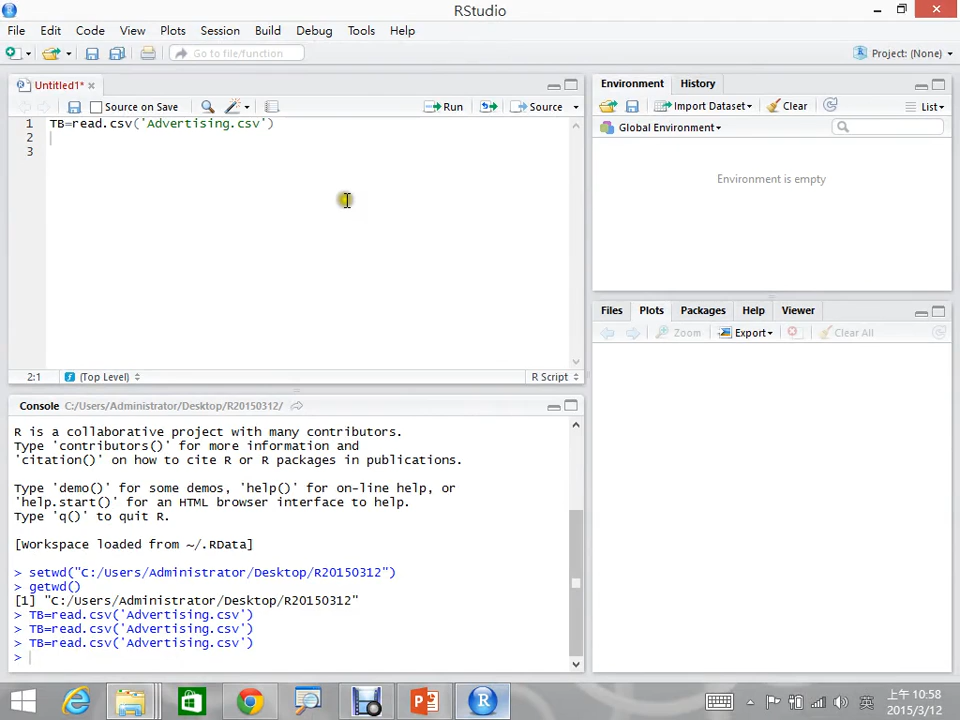 RStudio
File Edit Code View Plots Session Build Debug Tools Help
Go to file/function
Project: (None)
Untitled1*
Source on Save
Run
Source
1 TB=read.csv('Advertising.csv')
2
3
2:1
(Top Level)
R Script
Console C:/Users/Administrator/Desktop/R20150312/
R is a collaborative project with many contributors.
Type 'contributors()' for more information and
'citation()' on how to cite R or R packages in publications.
Type 'demo()' for some demos, 'help()' for on-line help, or
'help.start()' for an HTML browser interface to help.
Type 'q()' to quit R.
[Workspace loaded from ~/.RData]
> setwd("C:/Users/Administrator/Desktop/R20150312")
> getwd()
[1] "C:/Users/Administrator/Desktop/R20150312"
> TB=read.csv('Advertising.csv')
> TB=read.csv('Advertising.csv')
> TB=read.csv('Advertising.csv')
>
Environment History
Import Dataset
Clear
List
Global Environment
Environment is empty
Files Plots Packages Help Viewer
Zoom
Export
Clear All
英
上午 10:58
2015/3/12